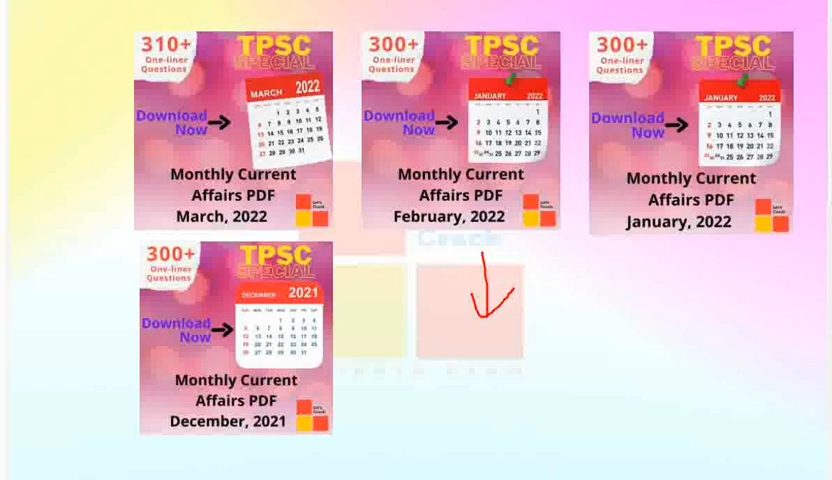 310+
One-liner
Questions
TPSC
SPECIAL
MARCH 2022
Download
Now
Monthly Current
Affairs PDF
March, 2022
300+
One-liner
Questions
TPSC
SPECIAL
JANUARY 2022
Download
Now
Monthly Current
Affairs PDF
February, 2022
300+
One-liner
Questions
TPSC
SPECIAL
JANUARY 2022
Download
Now
Monthly Current
Affairs PDF
January, 2022
Crack
300+
One-liner
Questions
TPSC
SPECIAL
DECEMBER 2021
Download
Now
Monthly Current
Affairs PDF
December, 2021